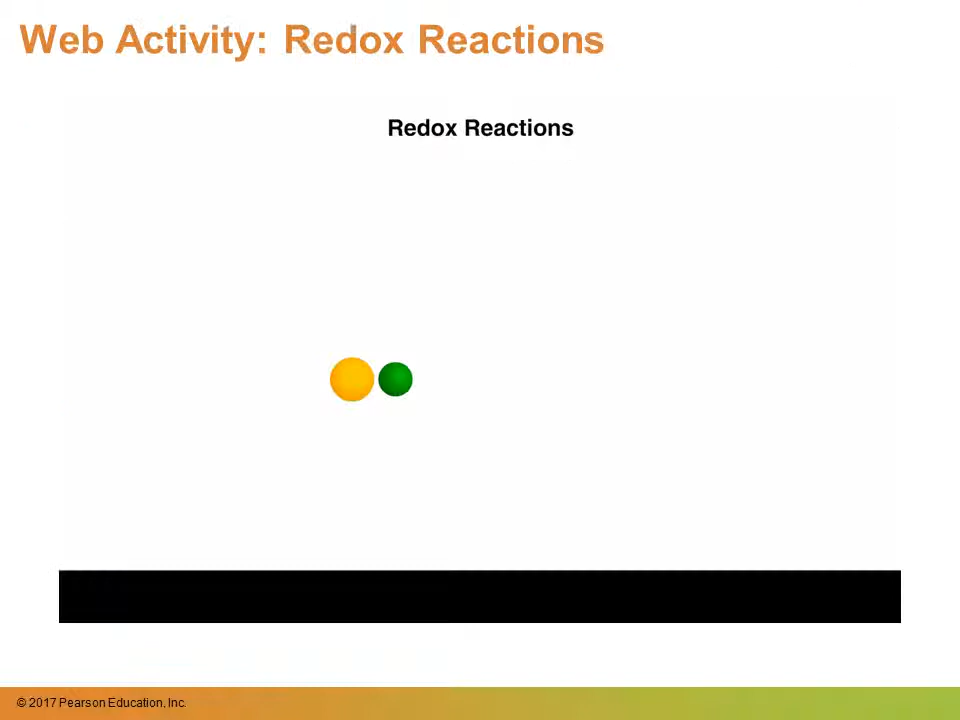 Web Activity: Redox Reactions
Redox Reactions
© 2017 Pearson Education, Inc.